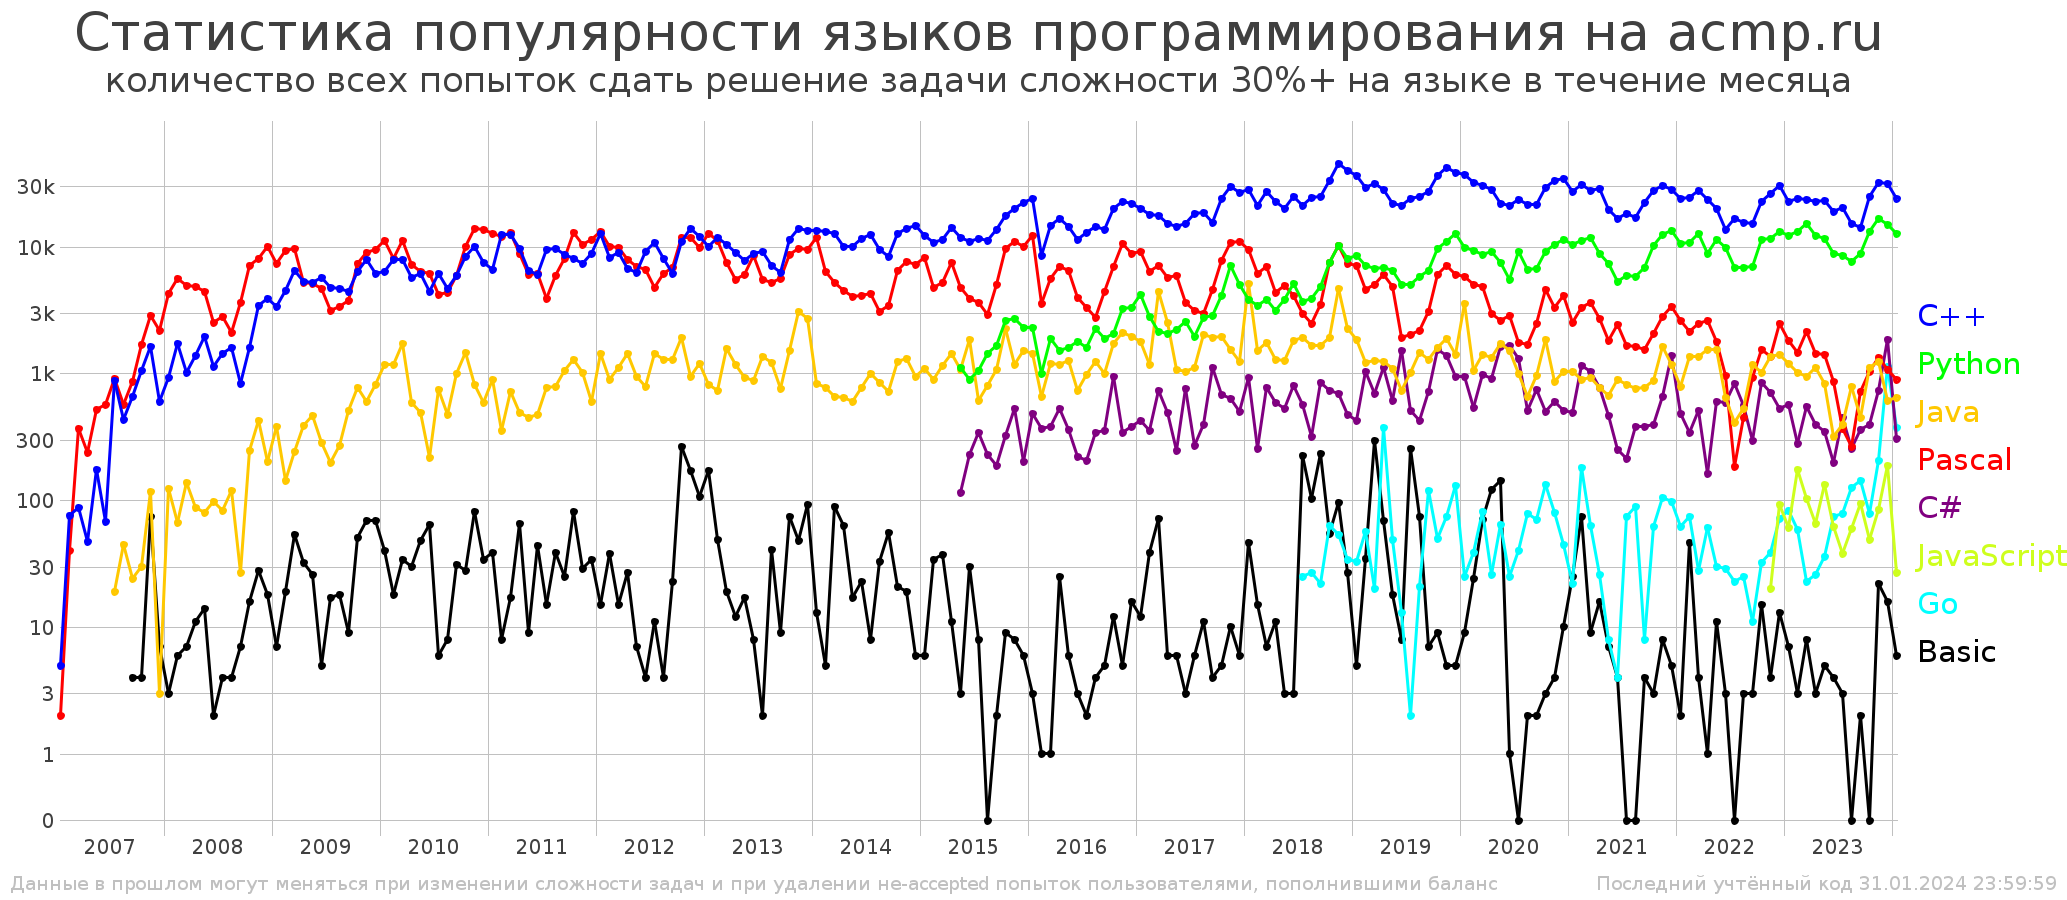 Статистика популярности языков программирования на acmp.ru
количество всех попыток сдать решение задачи сложности 30%+ на языке в течение месяца
30k
10k
3k
1k
300
100
30
10
3
1
0
C++
Python
Java
Pascal
C#
JavaScript
Go
Basic
2007 2008 2009 2010 2011 2012 2013 2014 2015 2016 2017 2018 2019 2020 2021 2022 2023
Данные в прошлом могут меняться при изменении сложности задач и при удалении не-accepted попыток пользователями, пополнившими баланс
Последний учтённый код 31.01.2024 23:59:59